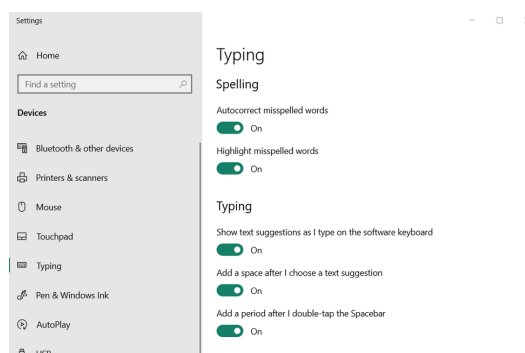 Settings
Home
Find a setting
Devices
Bluetooth & other devices
Printers & scanners
Mouse
Touchpad
Typing
Pen & Windows Ink
AutoPlay
USB
Typing
Spelling
Autocorrect misspelled words
On
Highlight misspelled words
On
Typing
Show text suggestions as I type on the software keyboard
On
Add a space after I choose a text suggestion
On
Add a period after I double-tap the Spacebar
On